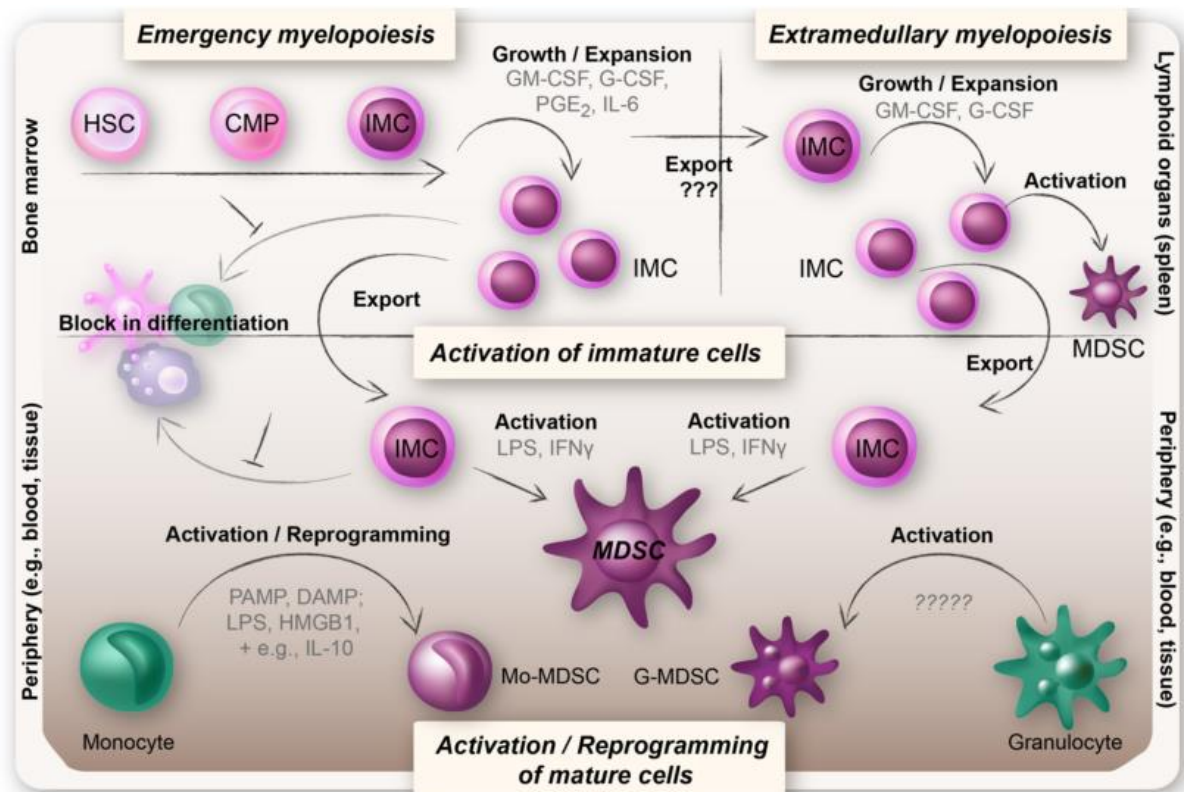 Emergency myelopoiesis
Extramedullary myelopoiesis
Bone marrow
HSC
CMP
IMC
Growth / Expansion
GM-CSF, G-CSF,
PGE₂, IL-6
IMC
Export
???
Block in differentiation
Export
Growth / Expansion
GM-CSF, G-CSF
IMC
IMC
Activation
MDSC
Export
Lymphoid organs (spleen)
Activation of immature cells
Periphery (e.g., blood, tissue)
IMC
Activation
LPS, IFNγ
Activation
LPS, IFNγ
IMC
MDSC
Activation / Reprogramming
PAMP, DAMP;
LPS, HMGB1,
+ e.g., IL-10
Monocyte
Mo-MDSC
G-MDSC
Activation
?????
Granulocyte
Periphery (e.g., blood, tissue)
Activation / Reprogramming
of mature cells